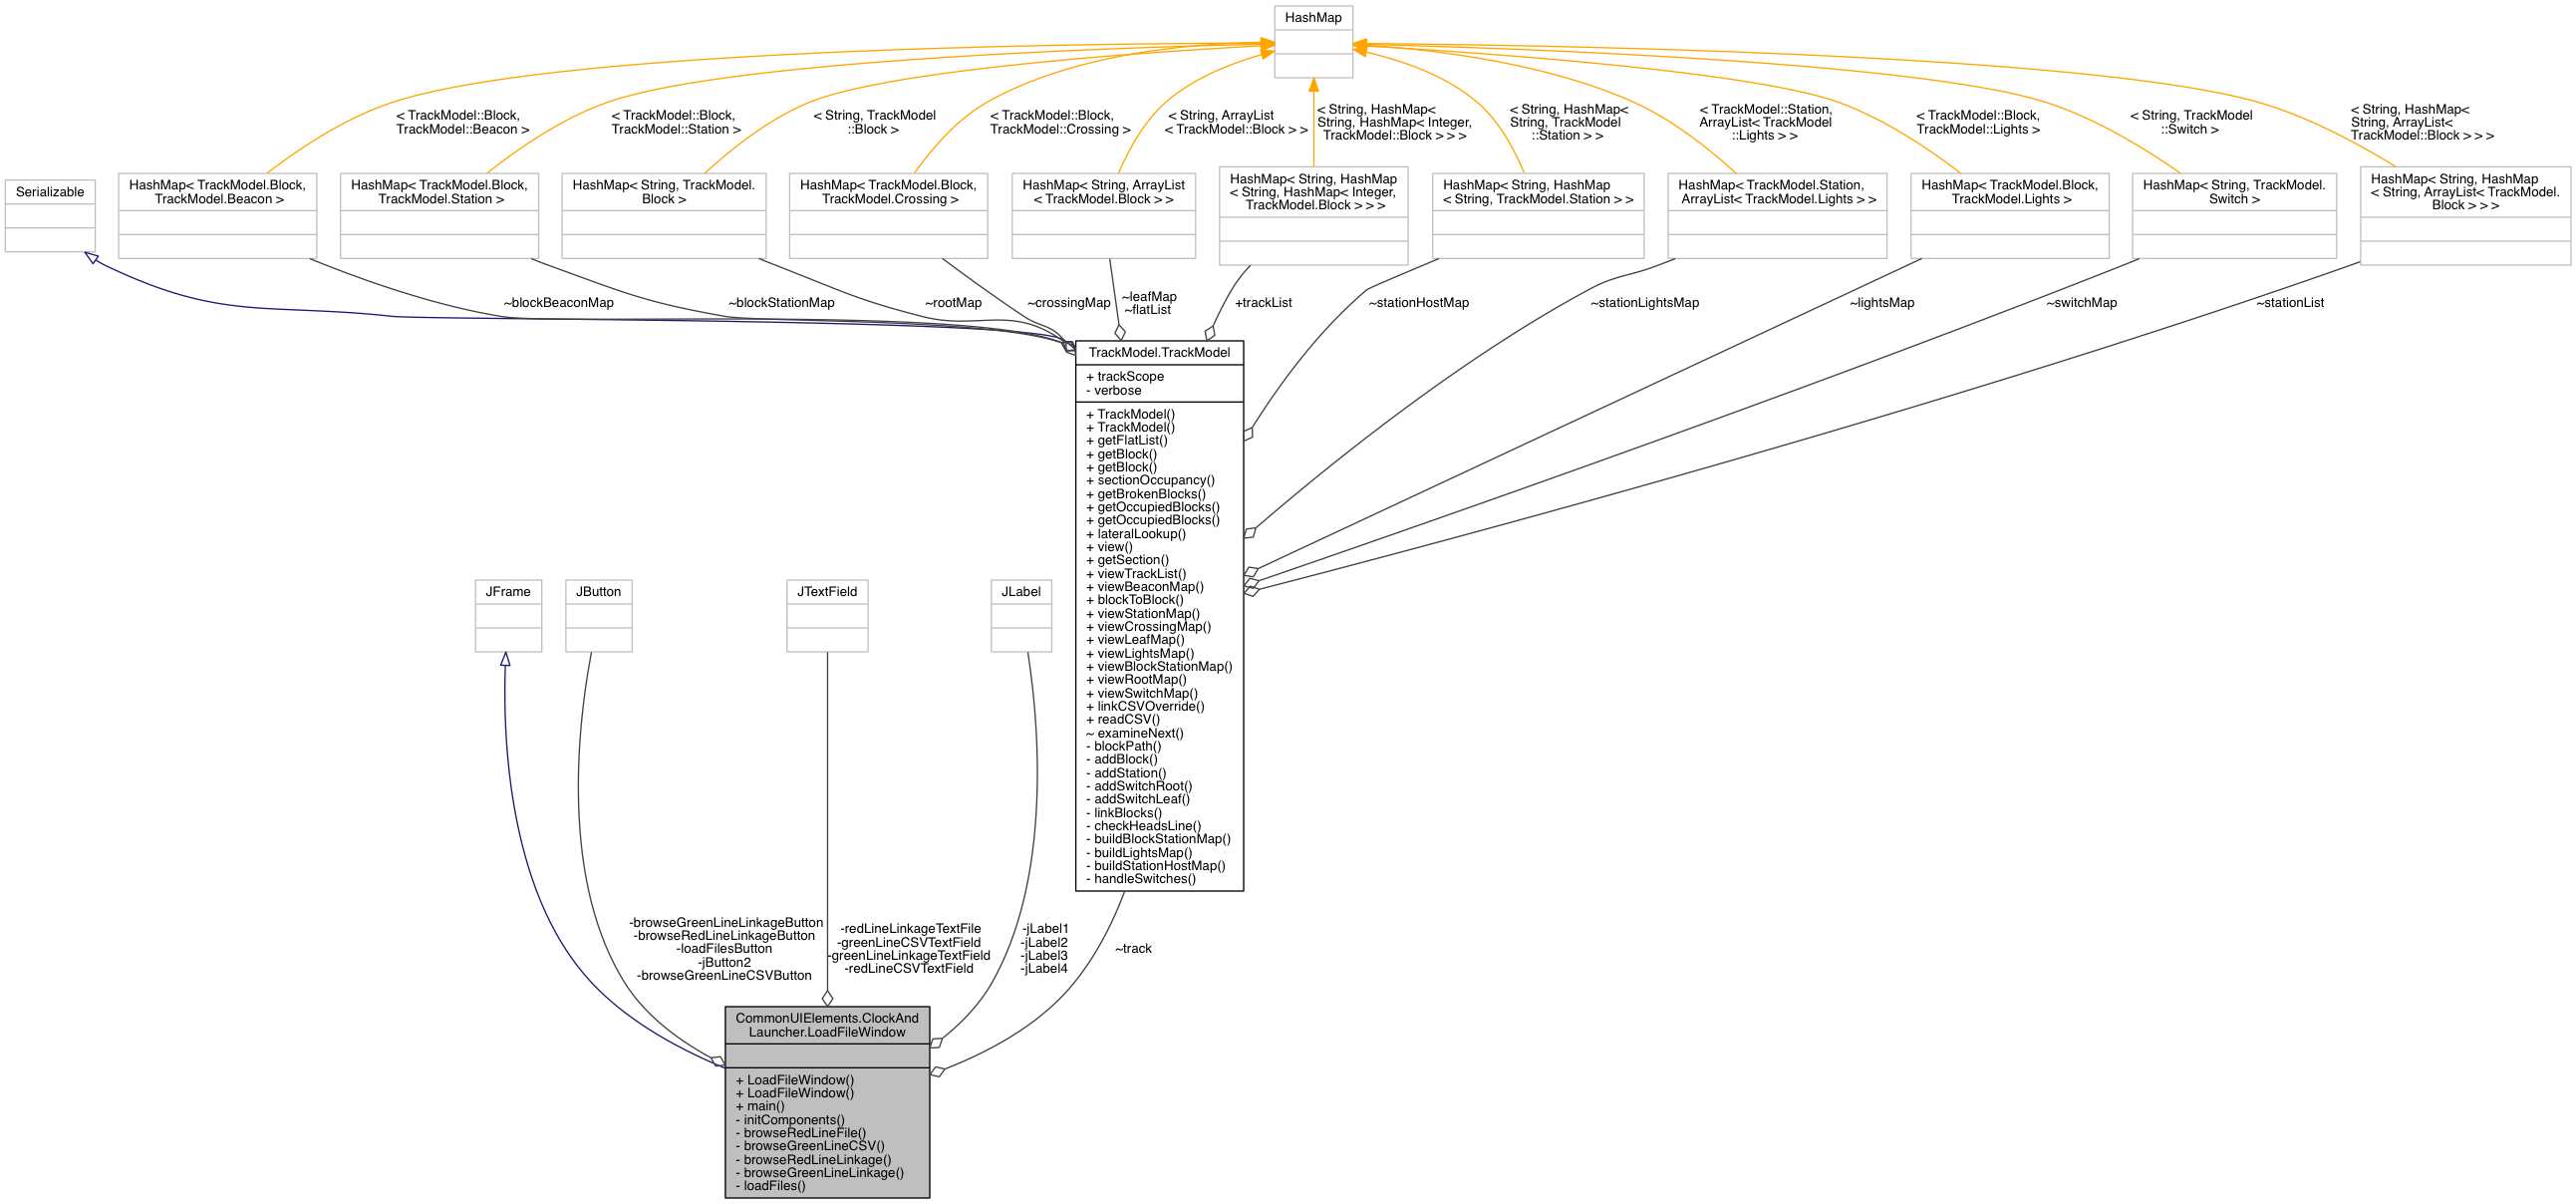 HashMap
< TrackModel::Block,
TrackModel::Beacon >
< TrackModel::Block,
TrackModel::Station >
< String, TrackModel
::Block >
< TrackModel::Block,
TrackModel::Crossing >
< String, ArrayList
< TrackModel::Block > >
< String, HashMap<
String, HashMap< Integer,
TrackModel::Block > > >
< String, HashMap<
String, TrackModel
::Station > >
< TrackModel::Station,
ArrayList< TrackModel
::Lights > >
< TrackModel::Block,
TrackModel::Lights >
< String, TrackModel
::Switch >
< String, HashMap<
String, ArrayList<
TrackModel::Block > > >
Serializable
HashMap< TrackModel.Block,
TrackModel.Beacon >
HashMap< TrackModel.Block,
TrackModel.Station >
HashMap< String, TrackModel.
Block >
HashMap< TrackModel.Block,
TrackModel.Crossing >
HashMap< String, ArrayList
< TrackModel.Block > >
HashMap< String, HashMap
< String, HashMap< Integer,
TrackModel.Block > > >
HashMap< String, HashMap
< String, TrackModel.Station > >
HashMap< TrackModel.Station,
ArrayList< TrackModel.Lights > >
HashMap< TrackModel.Block,
TrackModel.Lights >
HashMap< String, TrackModel.
Switch >
HashMap< String, HashMap
< String, ArrayList< TrackModel.
Block > > >
~blockBeaconMap
~blockStationMap
~rootMap
~crossingMap
~leafMap
~flatList
+trackList
~stationHostMap
~stationLightsMap
~lightsMap
~switchMap
~stationList
TrackModel.TrackModel
+ trackScope
- verbose
+ TrackModel()
+ TrackModel()
+ getFlatList()
+ getBlock()
+ getBlock()
+ sectionOccupancy()
+ getBrokenBlocks()
+ getOccupiedBlocks()
+ getOccupiedBlocks()
+ lateralLookup()
+ view()
+ getSection()
+ viewTrackList()
+ viewBeaconMap()
+ blockToBlock()
+ viewStationMap()
+ viewCrossingMap()
+ viewLeafMap()
+ viewLightsMap()
+ viewBlockStationMap()
+ viewRootMap()
+ viewSwitchMap()
+ linkCSVOverride()
+ readCSV()
~ examineNext()
- blockPath()
- addBlock()
- addStation()
- addSwitchRoot()
- addSwitchLeaf()
- linkBlocks()
- checkHeadsLine()
- buildBlockStationMap()
- buildLightsMap()
- buildStationHostMap()
- handleSwitches()
JFrame
JButton
JTextField
JLabel
-browseGreenLineLinkageButton
-browseRedLineLinkageButton
-loadFilesButton
-jButton2
-browseGreenLineCSVButton
-redLineLinkageTextFile
-greenLineCSVTextField
-greenLineLinkageTextField
-redLineCSVTextField
-jLabel1
-jLabel2
-jLabel3
-jLabel4
~track
CommonUIElements.ClockAnd
Launcher.LoadFileWindow
+ LoadFileWindow()
+ LoadFileWindow()
+ main()
- initComponents()
- browseRedLineFile()
- browseGreenLineCSV()
- browseRedLineLinkage()
- browseGreenLineLinkage()
- loadFiles()